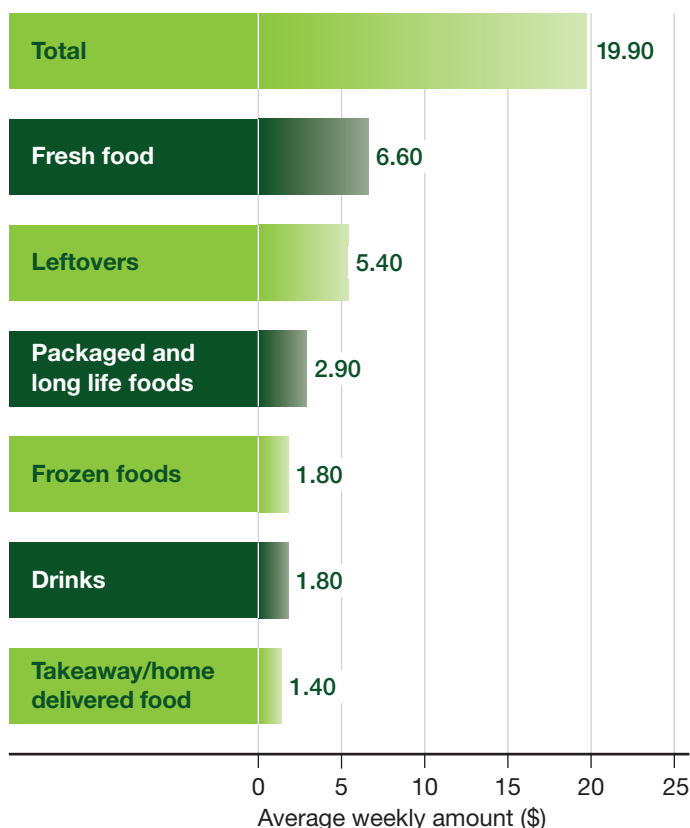 Total
19.90
Fresh food
6.60
Leftovers
5.40
Packaged and
long life foods
2.90
Frozen foods
1.80
Drinks
1.80
Takeaway/home
delivered food
1.40
0 5 10 15 20 25
Average weekly amount ($)